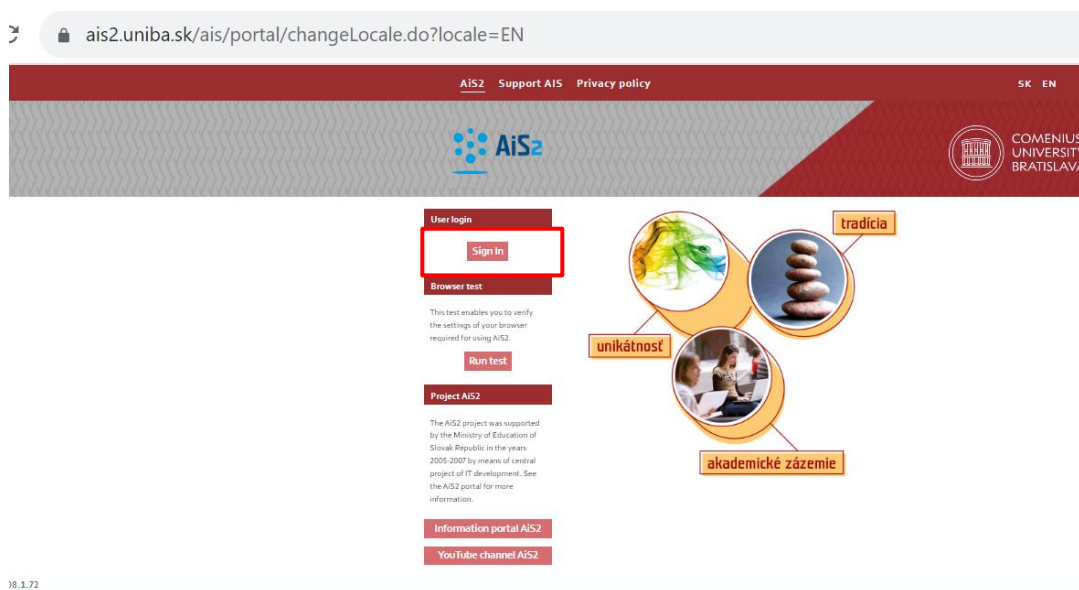 ais2.uniba.sk/ais/portal/changeLocale.do?locale=EN
AiS2 Support AIS Privacy policy
SK EN
AiS2
COMENIUS
UNIVERSITY
BRATISLAVA
User login
Sign In
Browser test
This test enables you to verify
the settings of your browser
required for using AiS2.
Run test
Project AiS2
The AiS2 project was supported
by the Ministry of Education of
Slovak Republic in the years
2005-2007 by means of central
project of IT development. See
the AiS2 portal for more
information.
Information portal AiS2
YouTube channel AiS2
tradícia
unikátnosť
akademické zázemie
08.1.72